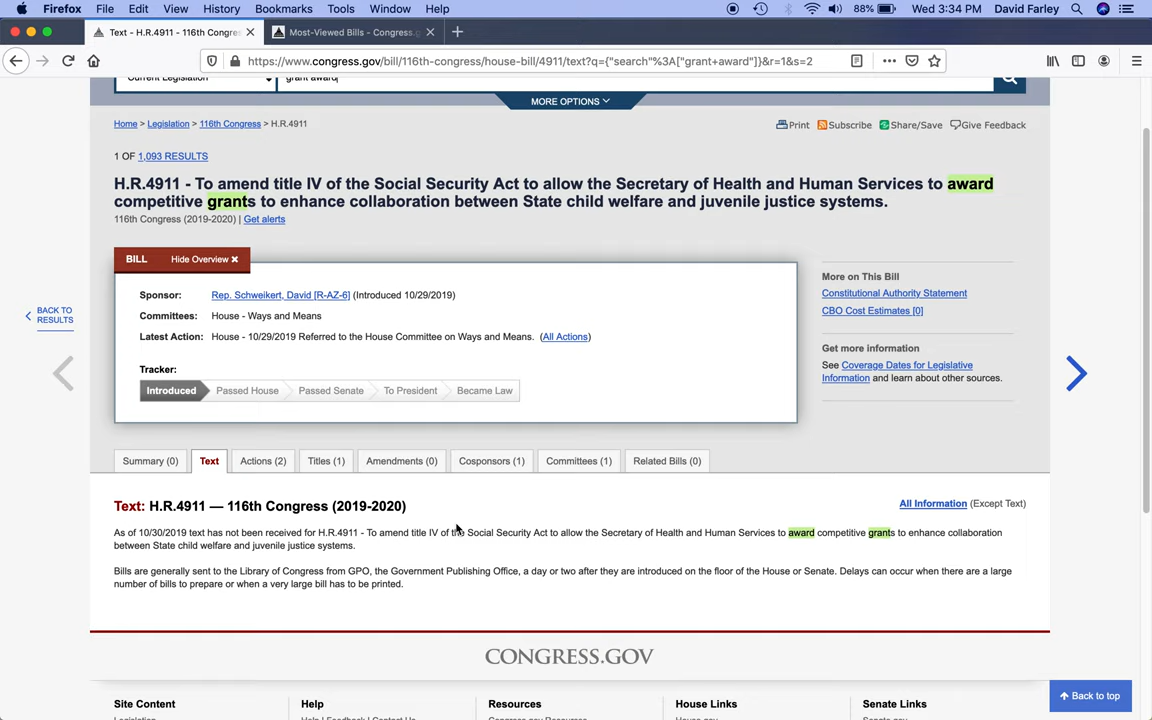 Firefox File Edit View History Bookmarks Tools Window Help 88% Wed 3:34 PM David Farley
Text - H.R.4911 - 116th Congres
Most-Viewed Bills - Congress.g
https://www.congress.gov/bill/116th-congress/house-bill/4911/text?q={"search"%3A["grant+award"]}&r=1&s=2
Current Legislation grant award
MORE OPTIONS
Home > Legislation > 116th Congress > H.R.4911
Print Subscribe Share/Save Give Feedback
1 OF 1,093 RESULTS
H.R.4911 - To amend title IV of the Social Security Act to allow the Secretary of Health and Human Services to award
competitive grants to enhance collaboration between State child welfare and juvenile justice systems.
116th Congress (2019-2020) | Get alerts
BILL Hide Overview ×
Sponsor: Rep. Schweikert, David [R-AZ-6] (Introduced 10/29/2019)
Committees: House - Ways and Means
Latest Action: House - 10/29/2019 Referred to the House Committee on Ways and Means. (All Actions)
Tracker:
Introduced Passed House Passed Senate To President Became Law
More on This Bill
Constitutional Authority Statement
CBO Cost Estimates [0]
Get more information
See Coverage Dates for Legislative
Information and learn about other sources.
BACK TO
RESULTS
Summary (0) Text Actions (2) Titles (1) Amendments (0) Cosponsors (1) Committees (1) Related Bills (0)
Text: H.R.4911 — 116th Congress (2019-2020)
All Information (Except Text)
As of 10/30/2019 text has not been received for H.R.4911 - To amend title IV of the Social Security Act to allow the Secretary of Health and Human Services to award competitive grants to enhance collaboration
between State child welfare and juvenile justice systems.
Bills are generally sent to the Library of Congress from GPO, the Government Publishing Office, a day or two after they are introduced on the floor of the House or Senate. Delays can occur when there are a large
number of bills to prepare or when a very large bill has to be printed.
CONGRESS.GOV
Back to top
Site Content Help Resources House Links Senate Links
Legislation Help | Feedback | Contact Us Congress.gov Resources House.gov Senate.gov